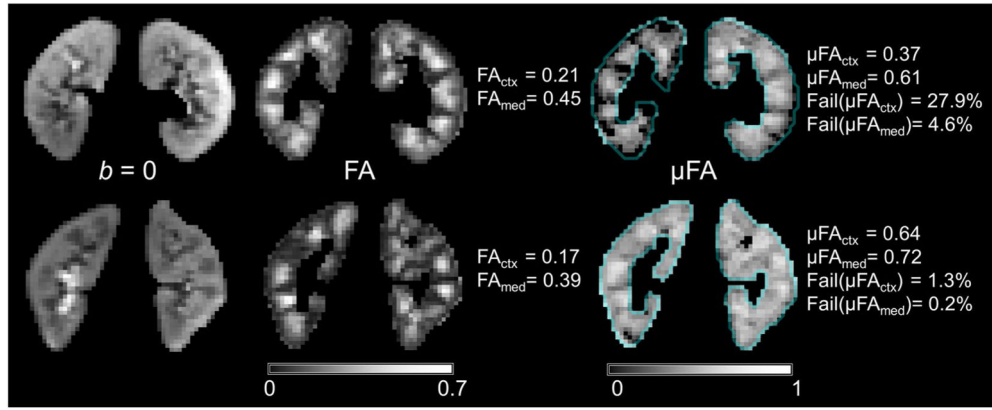 FActx = 0.21
FAmed= 0.45
µFActx = 0.37
µFAmed= 0.61
Fail(µFActx) = 27.9%
Fail(µFAmed)= 4.6%
b = 0
FA
µFA
FActx = 0.17
FAmed= 0.39
µFActx = 0.64
µFAmed= 0.72
Fail(µFActx) = 1.3%
Fail(µFAmed)= 0.2%
0 0.7
0 1